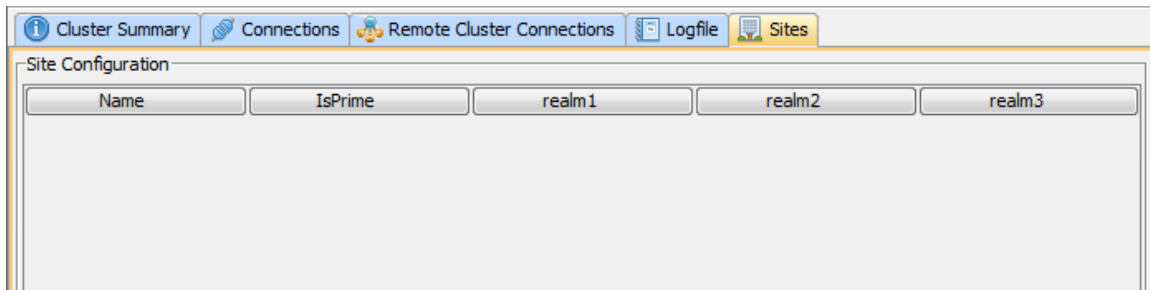 Cluster Summary Connections Remote Cluster Connections Logfile Sites
Site Configuration
Name IsPrime realm1 realm2 realm3